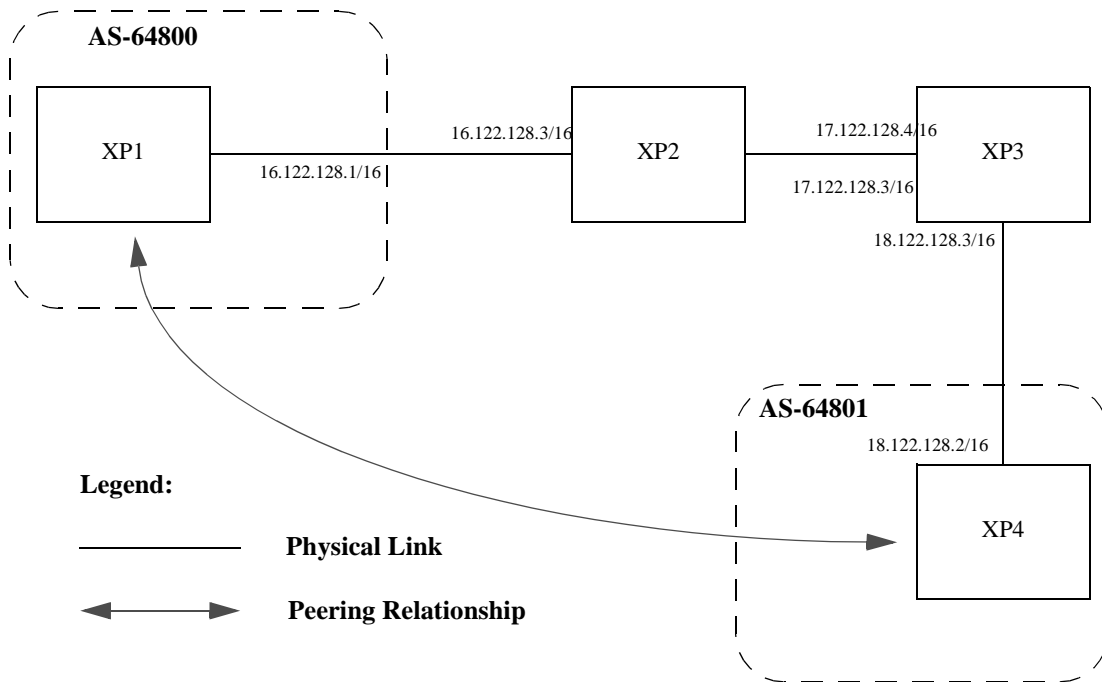 AS-64800
XP1
XP2
XP3
16.122.128.3/16
17.122.128.4/16
16.122.128.1/16
17.122.128.3/16
18.122.128.3/16
AS-64801
18.122.128.2/16
XP4
Legend:
Physical Link
Peering Relationship